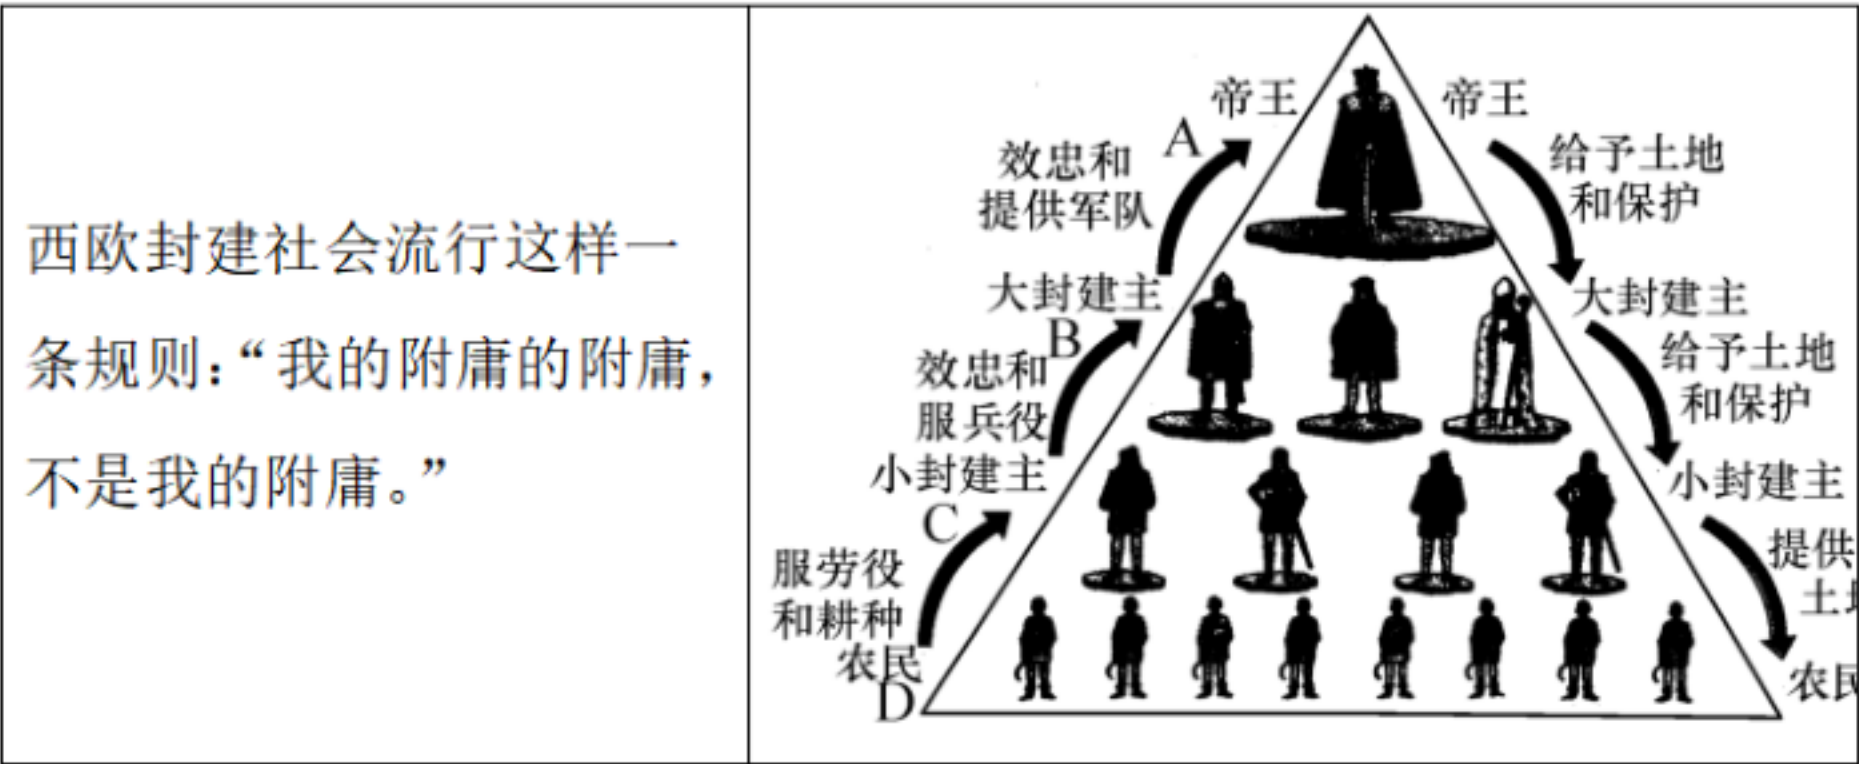 西欧封建社会流行这样一
条规则：“我的附庸的附庸，
不是我的附庸。”
帝王
A
效忠和
提供军队
大封建主
B
效忠和
服兵役
小封建主
C
服劳役
和耕种
农民
D
帝王
给予土地
和保护
大封建主
给予土地
和保护
小封建主
提供
土
农